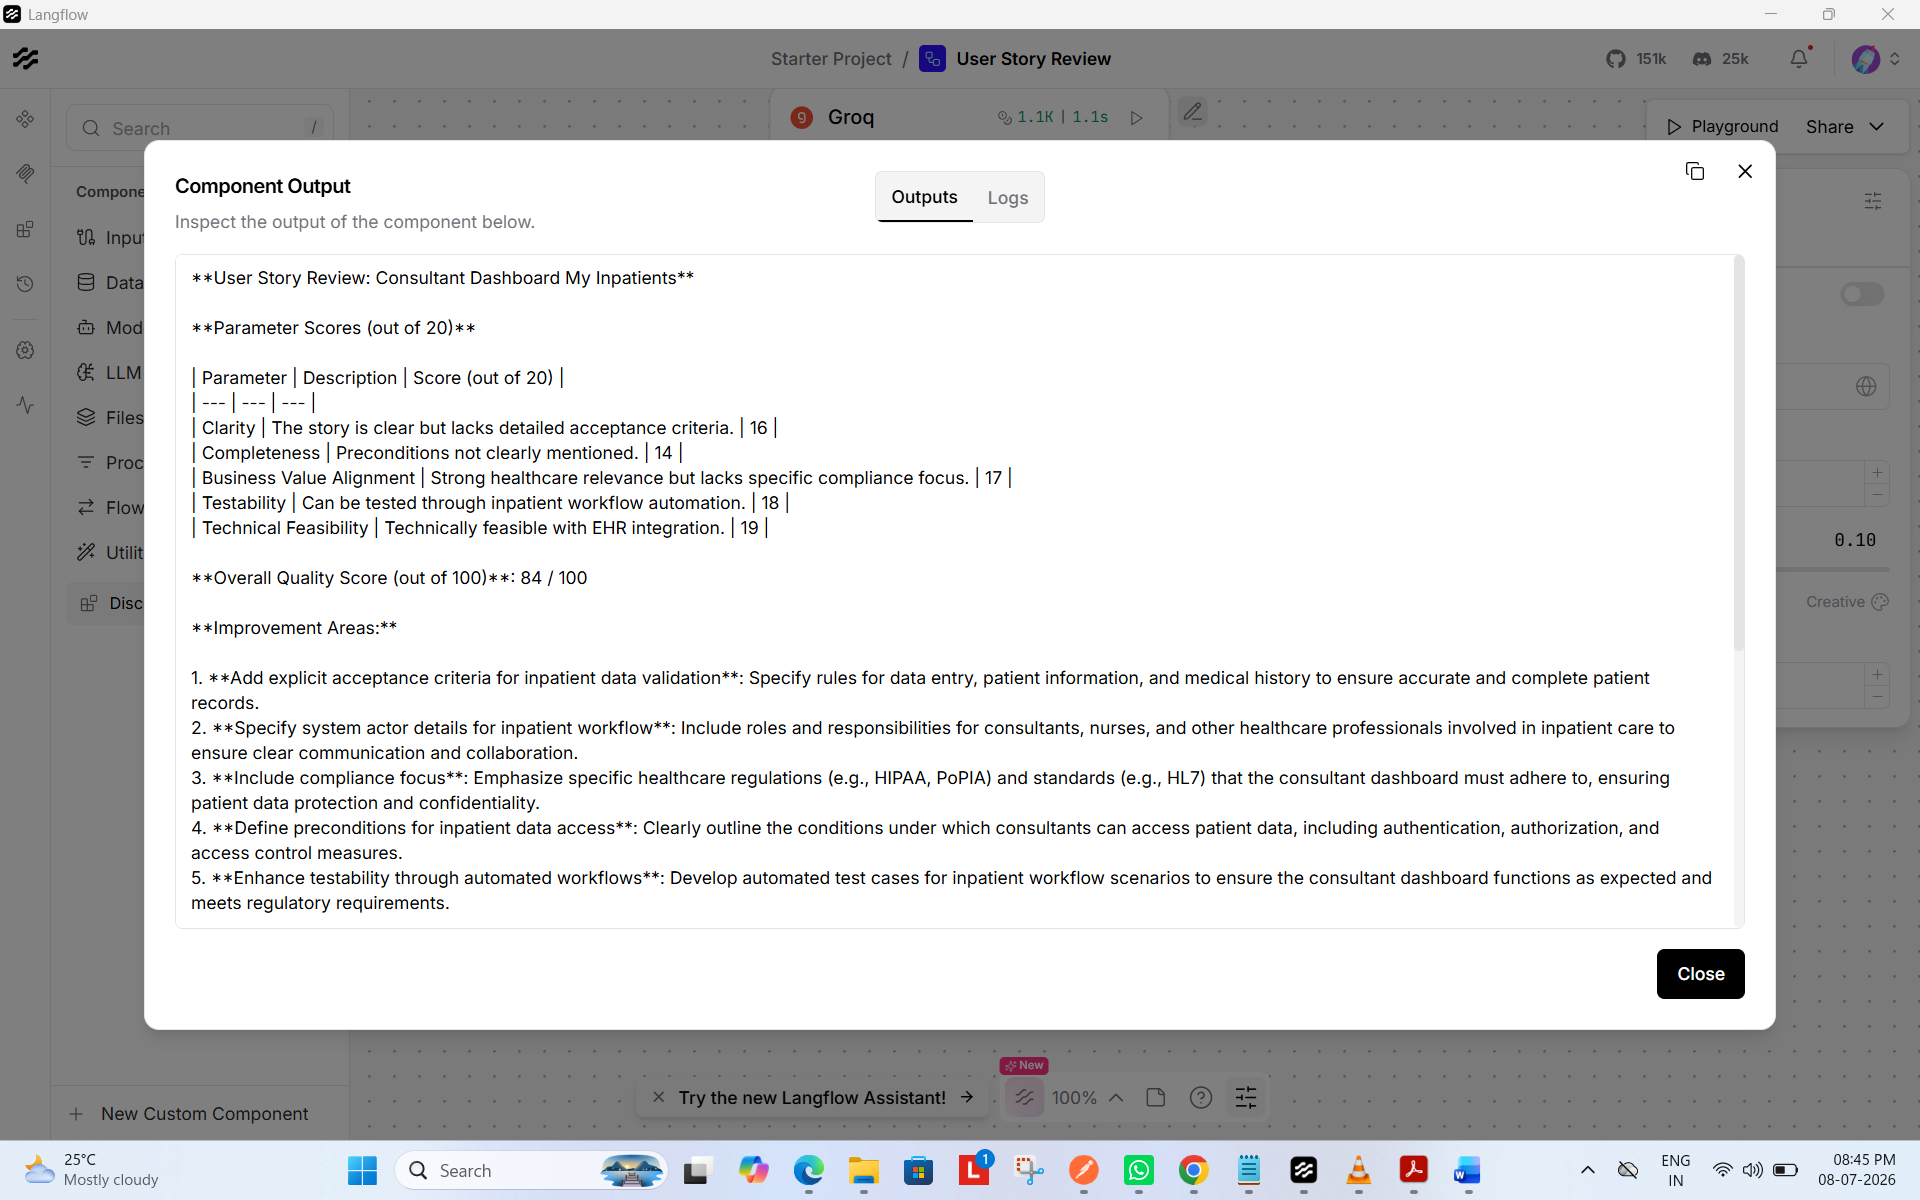 Langflow
Starter Project / User Story Review
151k
25k
Search /
Groq
1.1K | 1.1s
Playground
Share
Component Output
Inspect the output of the component below.
Outputs
Logs
Compone
Inpu
Data
Mod
LLM
Files
Proc
Flow
Utilit
Disc
**User Story Review: Consultant Dashboard My Inpatients**
**Parameter Scores (out of 20)**
| Parameter | Description | Score (out of 20) |
| --- | --- | --- |
| Clarity | The story is clear but lacks detailed acceptance criteria. | 16 |
| Completeness | Preconditions not clearly mentioned. | 14 |
| Business Value Alignment | Strong healthcare relevance but lacks specific compliance focus. | 17 |
| Testability | Can be tested through inpatient workflow automation. | 18 |
| Technical Feasibility | Technically feasible with EHR integration. | 19 |
**Overall Quality Score (out of 100)**: 84 / 100
**Improvement Areas:**
1. **Add explicit acceptance criteria for inpatient data validation**: Specify rules for data entry, patient information, and medical history to ensure accurate and complete patient
records.
2. **Specify system actor details for inpatient workflow**: Include roles and responsibilities for consultants, nurses, and other healthcare professionals involved in inpatient care to
ensure clear communication and collaboration.
3. **Include compliance focus**: Emphasize specific healthcare regulations (e.g., HIPAA, PoPIA) and standards (e.g., HL7) that the consultant dashboard must adhere to, ensuring
patient data protection and confidentiality.
4. **Define preconditions for inpatient data access**: Clearly outline the conditions under which consultants can access patient data, including authentication, authorization, and
access control measures.
5. **Enhance testability through automated workflows**: Develop automated test cases for inpatient workflow scenarios to ensure the consultant dashboard functions as expected and
meets regulatory requirements.
0.10
Creative
Close
New
Try the new Langflow Assistant!
100%
New Custom Component
25°C
Mostly cloudy
Search
1
ENG
IN
08:45 PM
08-07-2026